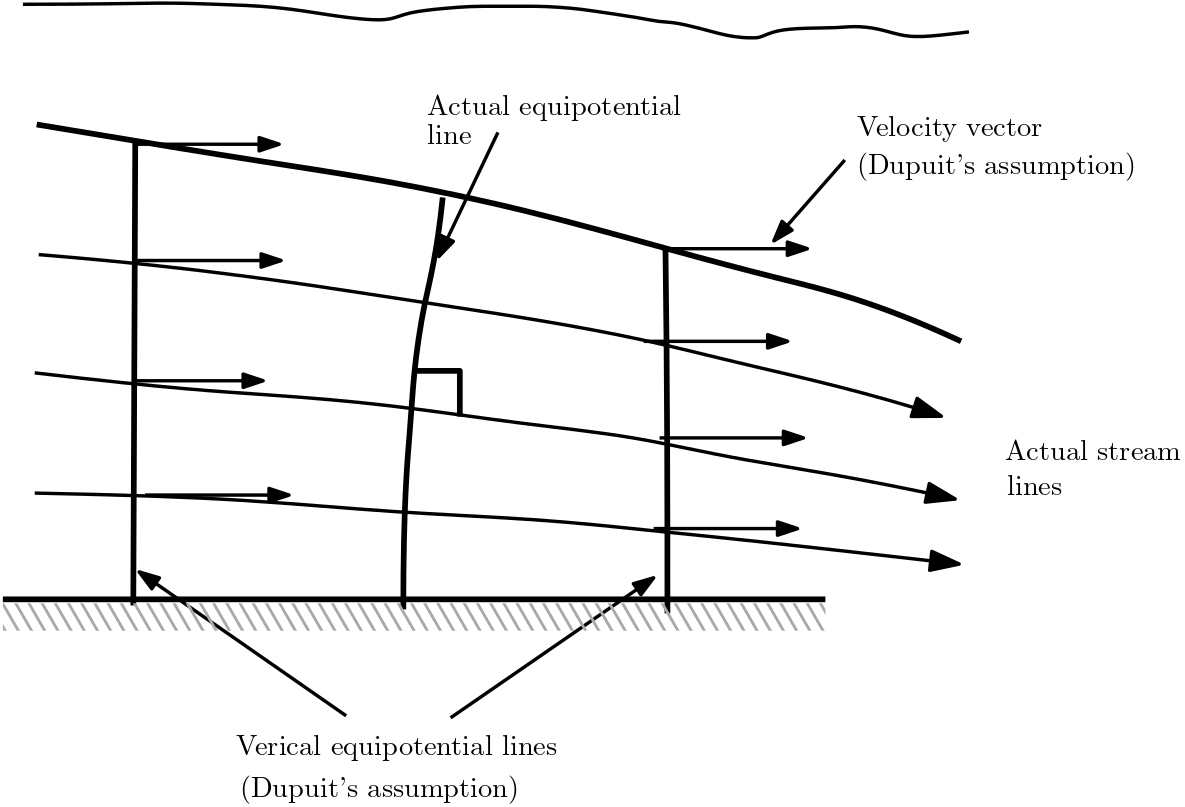 Actual equipotential
line
Velocity vector
(Dupuit's assumption)
Actual stream
lines
Verical equipotential lines
(Dupuit's assumption)